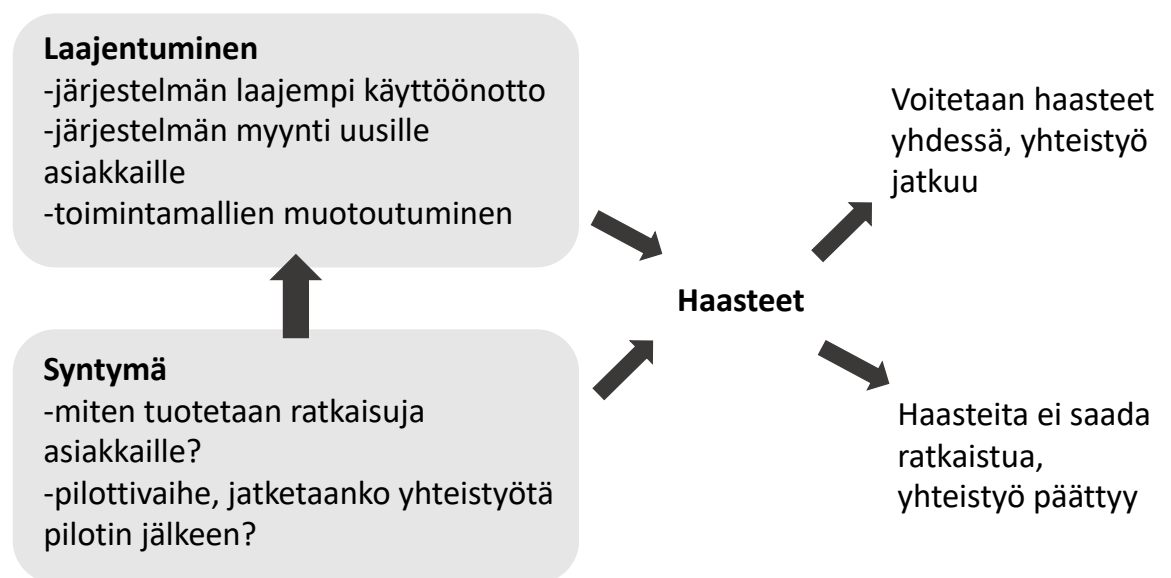 Laajentuminen
-järjestelmän laajempi käyttöönotto
-järjestelmän myynti uusille
asiakkaille
-toimintamallien muotoutuminen
Syntymä
-miten tuotetaan ratkaisuja
asiakkaille?
-pilottivaihe, jatketaanko yhteistyötä
pilotin jälkeen?
Haasteet
Voitetaan haasteet
yhdessä, yhteistyö
jatkuu
Haasteita ei saada
ratkaistua,
yhteistyö päättyy